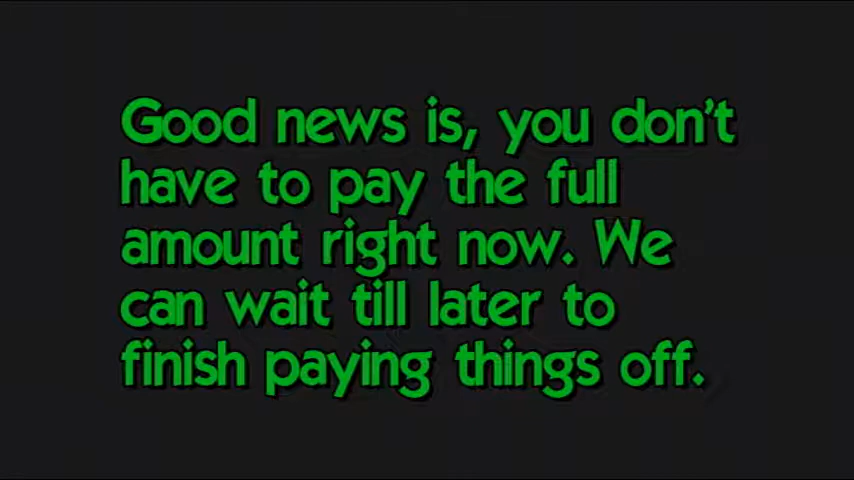 Good news is, you don't
have to pay the full
amount right now. We
can wait till later to
finish paying things off.